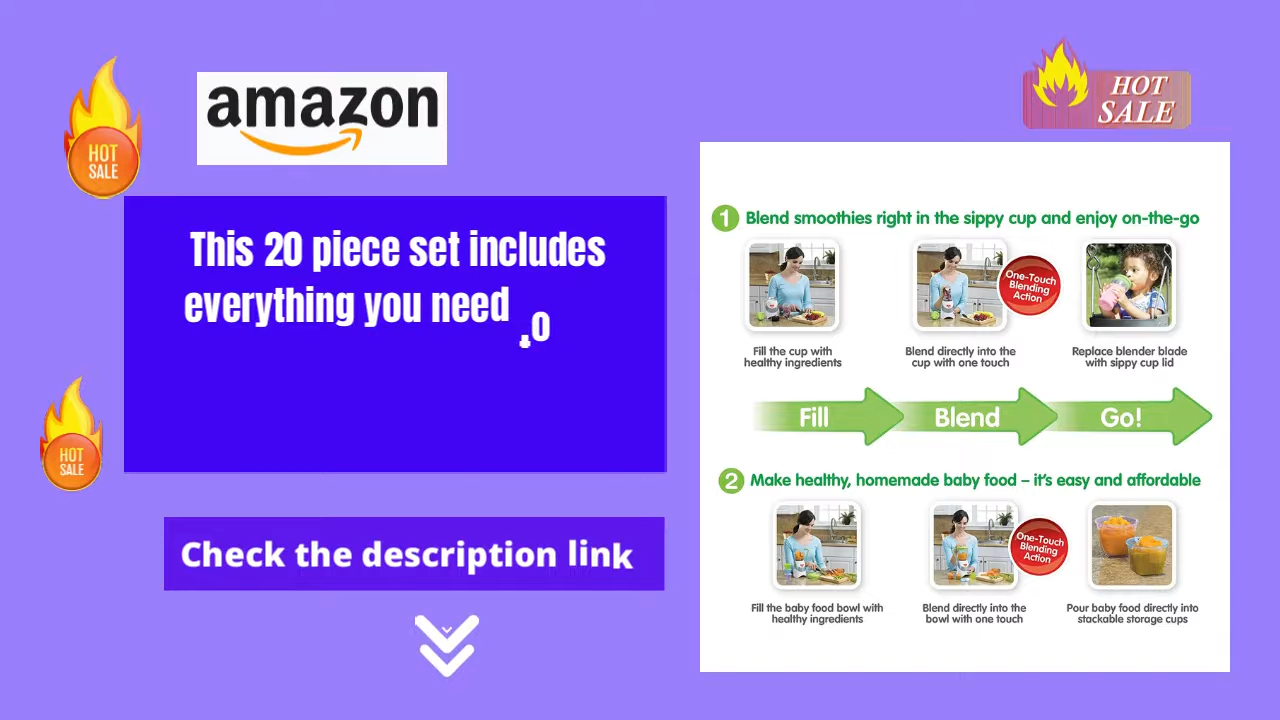 HOT
SALE
amazon
HOT
SALE
This 20 piece set includes
everything you need
HOT
SALE
Check the description link
1 Blend smoothies right in the sippy cup and enjoy on-the-go
One-Touch
Blending
Action
Fill the cup with
healthy ingredients
Blend directly into the
cup with one touch
Replace blender blade
with sippy cup lid
Fill Blend Go!
2 Make healthy, homemade baby food – it's easy and affordable
One-Touch
Blending
Action
Fill the baby food bowl with
healthy ingredients
Blend directly into the
bowl with one touch
Pour baby food directly into
stackable storage cups